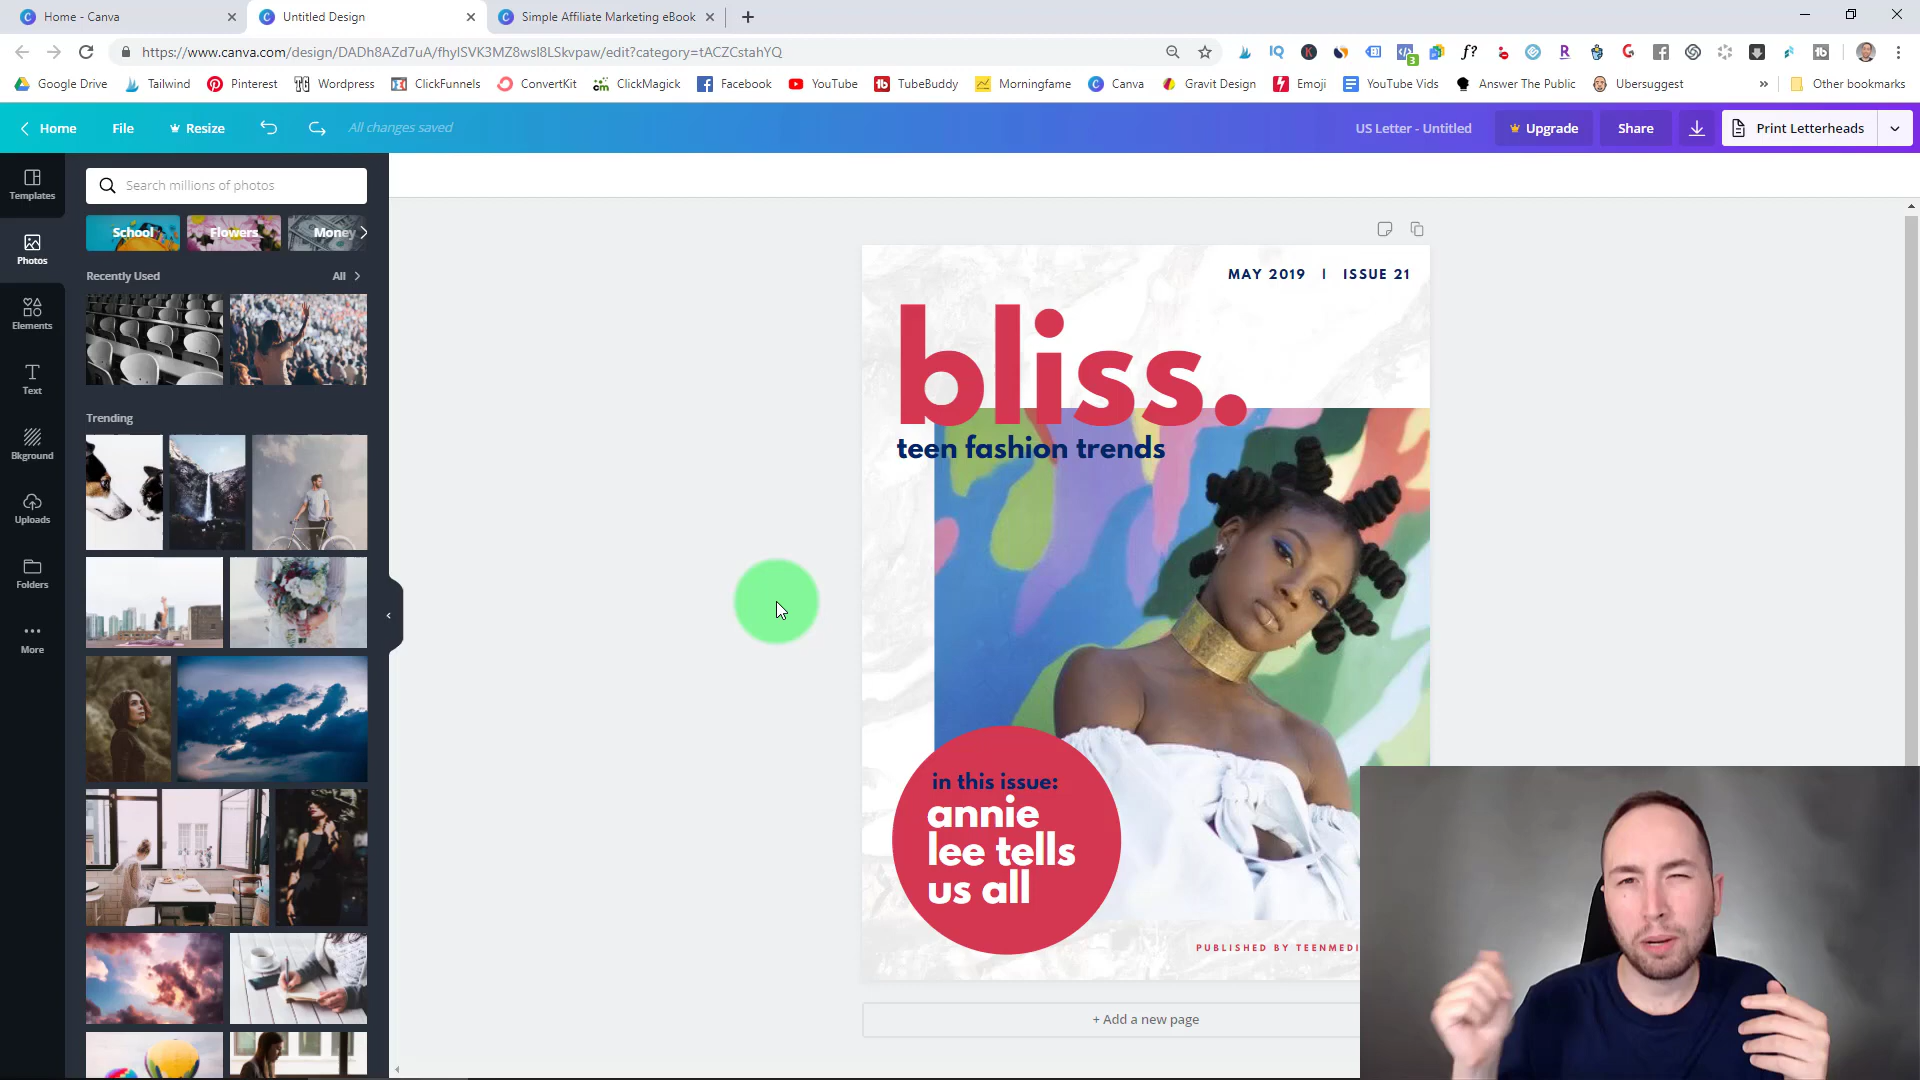 Home - Canva
Untitled Design
Simple Affiliate Marketing eBook
https://www.canva.com/design/DADh8AZd7uA/fhylSVK3MZ8wsl8LSkvpaw/edit?category=tACZCstahYQ
Google Drive
Tailwind
Pinterest
Wordpress
ClickFunnels
ConvertKit
ClickMagick
Facebook
YouTube
TubeBuddy
Morningfame
Canva
Gravit Design
Emoji
YouTube Vids
Answer The Public
Ubersuggest
Other bookmarks
Home
File
Resize
All changes saved
US Letter - Untitled
Upgrade
Share
Print Letterheads
Templates
Photos
Elements
Text
Bkground
Uploads
Folders
More
Search millions of photos
School
Flowers
Money
Recently Used
All
Trending
MAY 2019 | ISSUE 21
bliss.
teen fashion trends
in this issue:
annie
lee tells
us all
PUBLISHED BY TEENMEDI
+ Add a new page